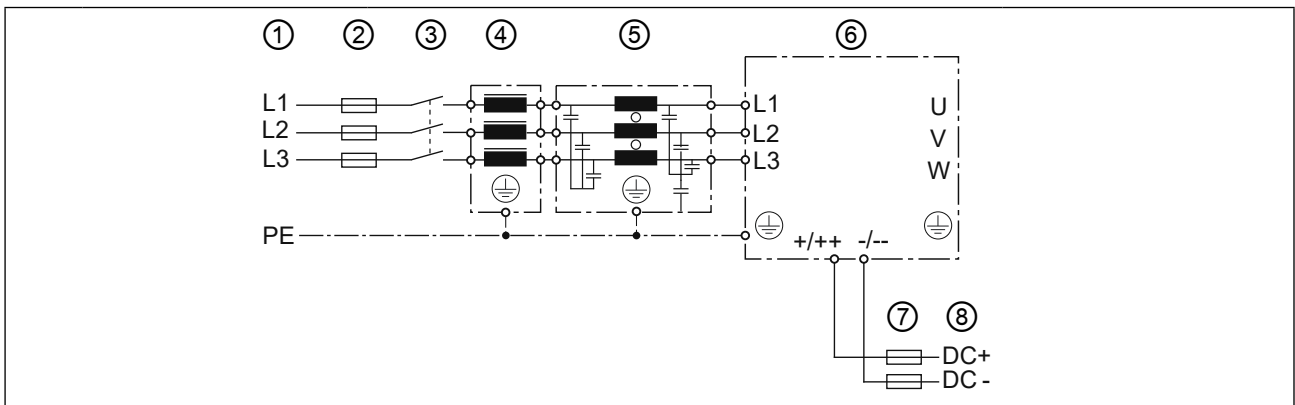 ① ② ③ ④ ⑤ ⑥
L1 L1 U
L2 L2 V
L3 L3 W
PE
+/++ -/--
⑦ ⑧
DC+
DC -